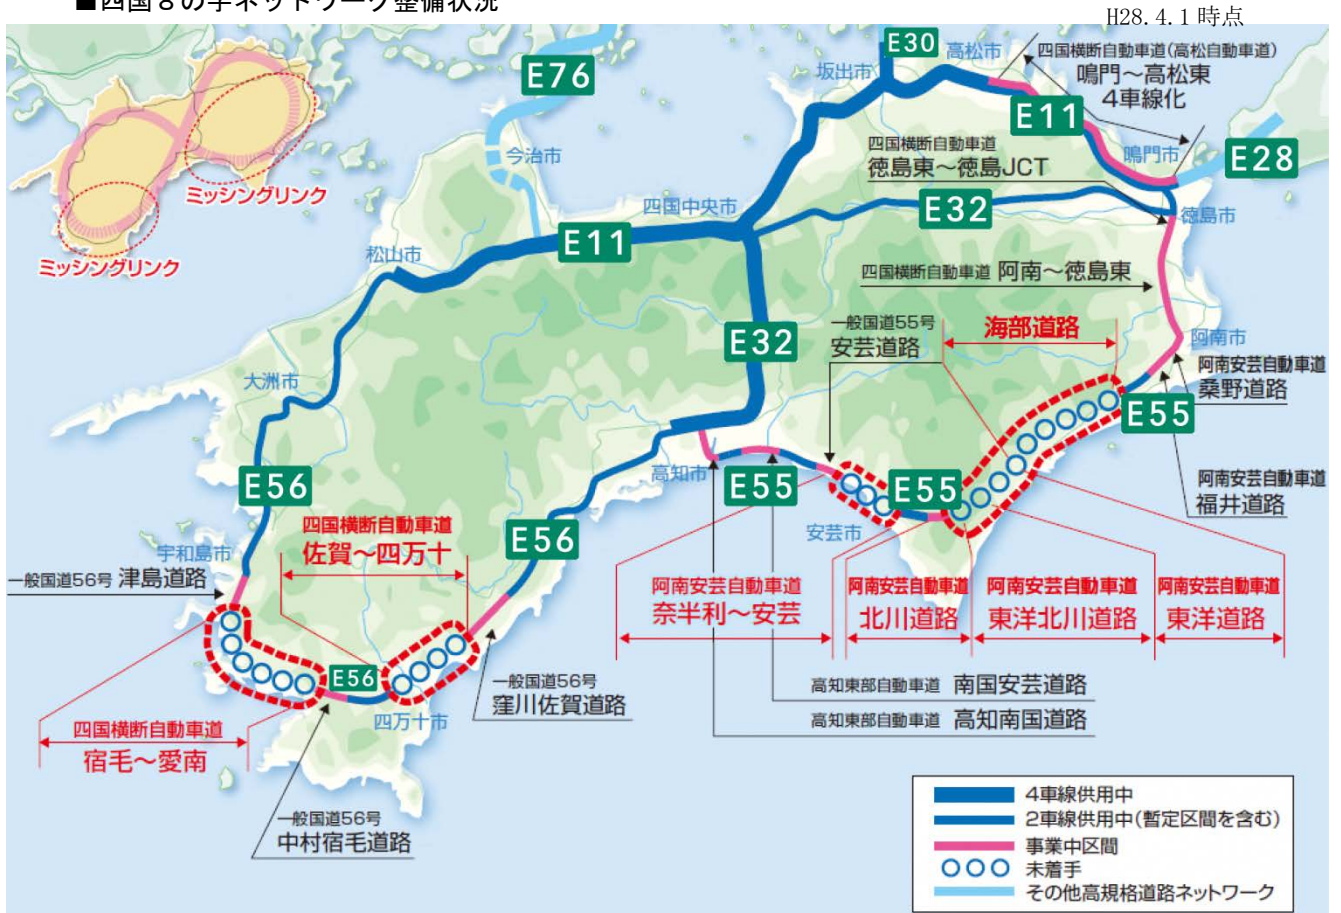 ■四国８の字ネットワーク整備状況
H28.4.1時点
E30
高松市
四国横断自動車道(高松自動車道)
鳴門～高松東
4車線化
坂出市
E76
E11
今治市
四国横断自動車道
徳島東～徳島JCT
鳴門市
E28
ミッシングリンク
四国中央市
E32
徳島市
松山市
E11
ミッシングリンク
四国横断自動車道 阿南～徳島東
一般国道55号
安芸道路
海部道路
E32
阿南市
大洲市
阿南安芸自動車道
桑野道路
E55
高知市
E56
E55
E55
阿南安芸自動車道
福井道路
四国横断自動車道
佐賀～四万十
E56
安芸市
宇和島市
一般国道56号 津島道路
阿南安芸自動車道
奈半利～安芸
阿南安芸自動車道
北川道路
阿南安芸自動車道
東洋北川道路
阿南安芸自動車道
東洋道路
E56
一般国道56号
窪川佐賀道路
高知東部自動車道 南国安芸道路
四万十市
高知東部自動車道 高知南国道路
四国横断自動車道
宿毛～愛南
一般国道56号
中村宿毛道路
4車線供用中
2車線供用中(暫定区間を含む)
事業中区間
未着手
その他高規格道路ネットワーク